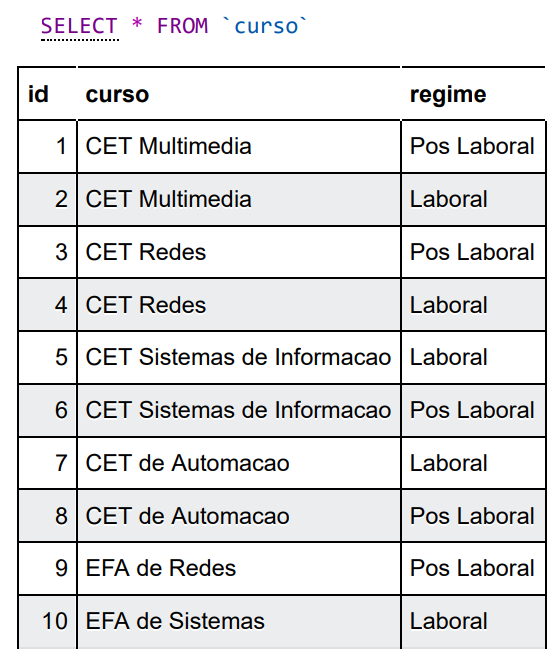 SELECT * FROM `curso`
id curso regime
1 CET Multimedia Pos Laboral
2 CET Multimedia Laboral
3 CET Redes Pos Laboral
4 CET Redes Laboral
5 CET Sistemas de Informacao Laboral
6 CET Sistemas de Informacao Pos Laboral
7 CET de Automacao Laboral
8 CET de Automacao Pos Laboral
9 EFA de Redes Pos Laboral
10 EFA de Sistemas Laboral